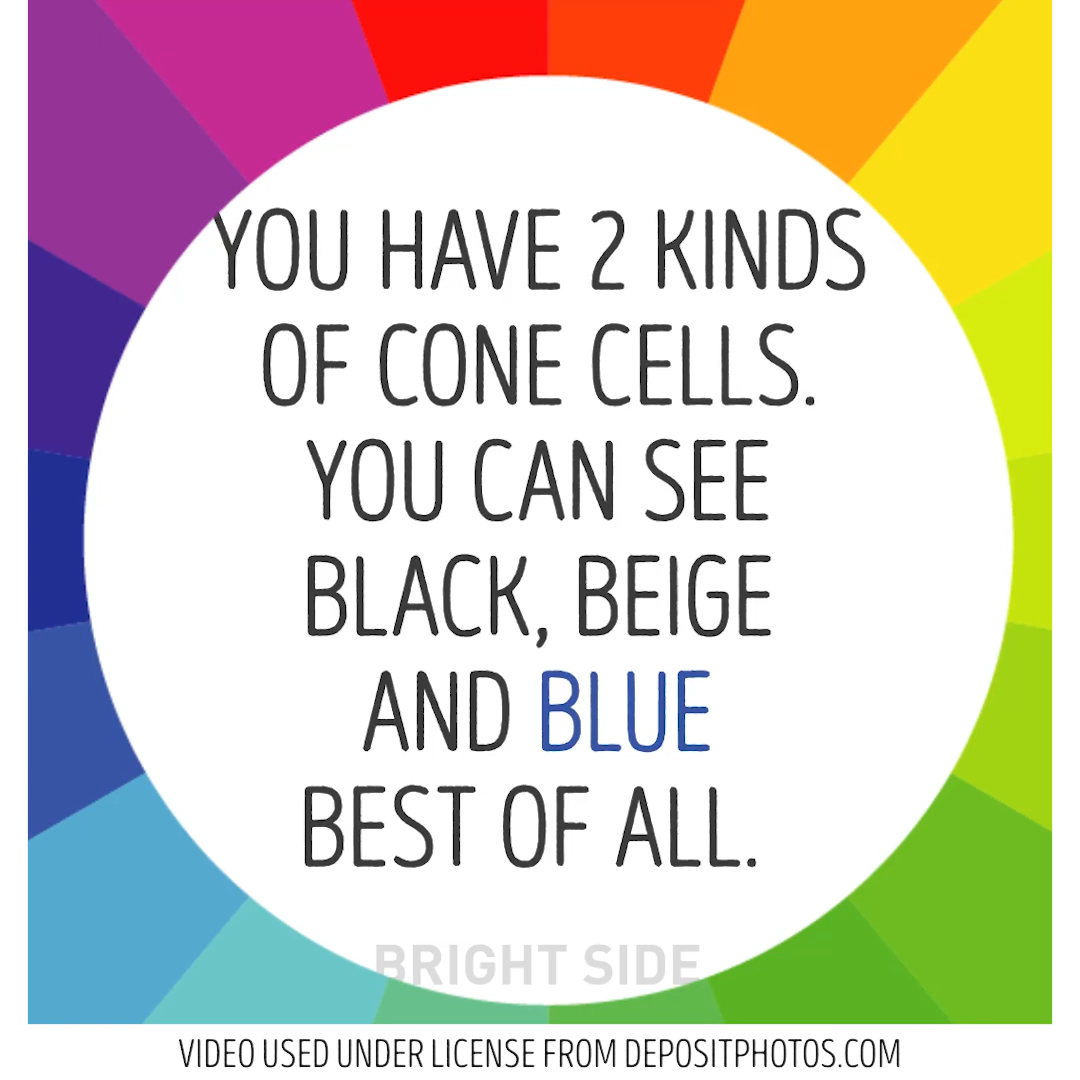 YOU HAVE 2 KINDS
OF CONE CELLS.
YOU CAN SEE
BLACK, BEIGE
AND BLUE
BEST OF ALL.
BRIGHT SIDE
VIDEO USED UNDER LICENSE FROM DEPOSITPHOTOS.COM